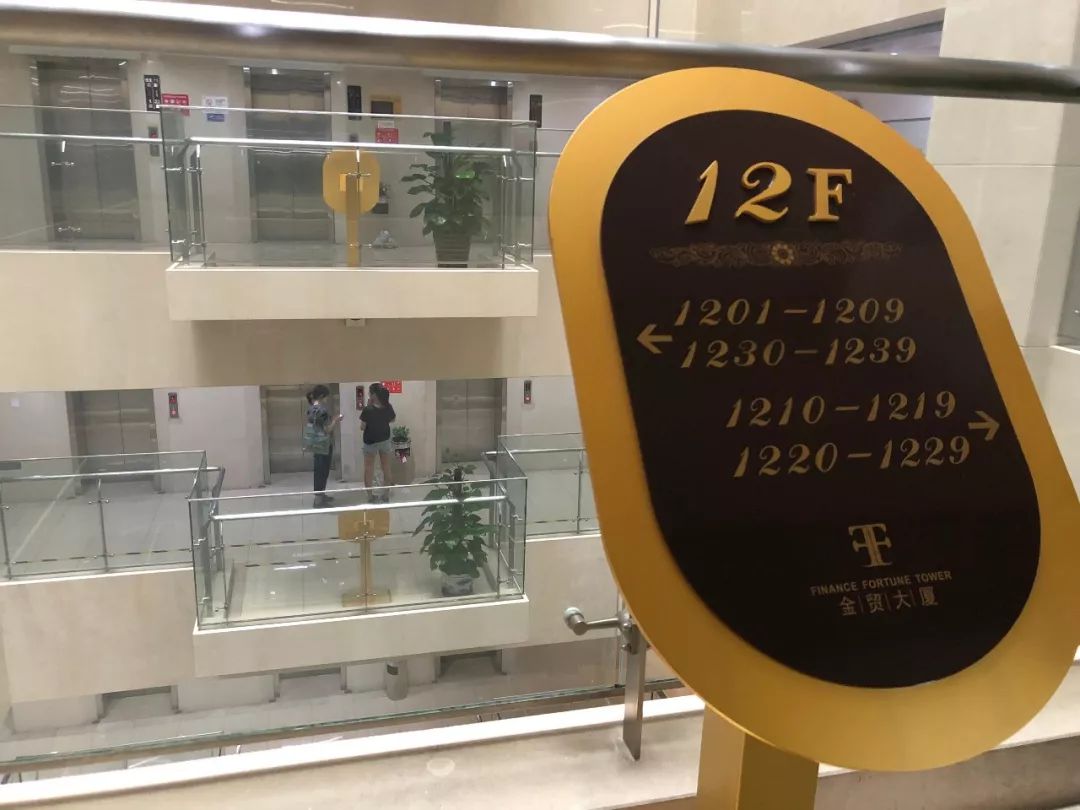 12F
← 1201-1209
1230-1239
1210-1219 →
1220-1229
FINANCE FORTUNE TOWER
金|贸|大|厦